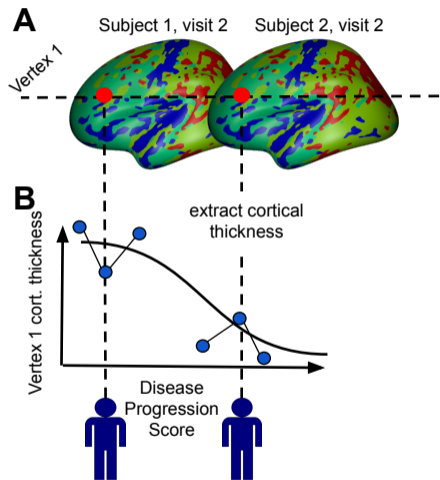 A
Subject 1, visit 2
Subject 2, visit 2
Vertex 1
B
extract cortical
thickness
Vertex 1 cort. thickness
Disease
Progression
Score